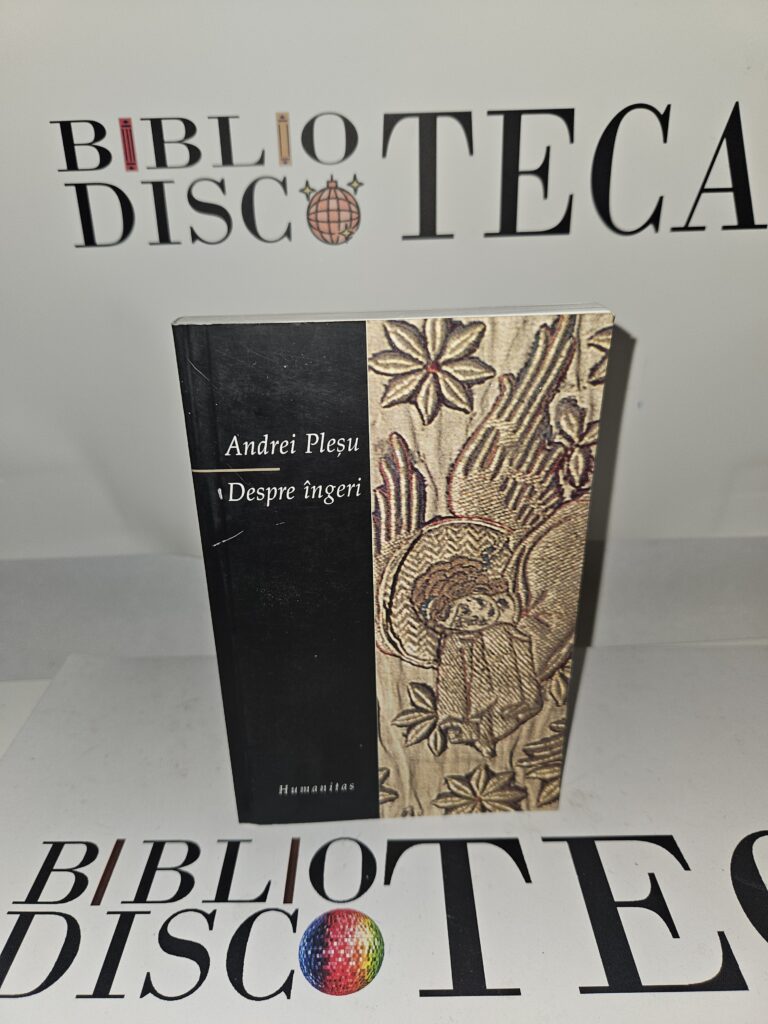 BIBLIO
DISCOTECA
Andrei Pleșu
Despre îngeri
Humanitas
BIBLIO
DISCOTEC